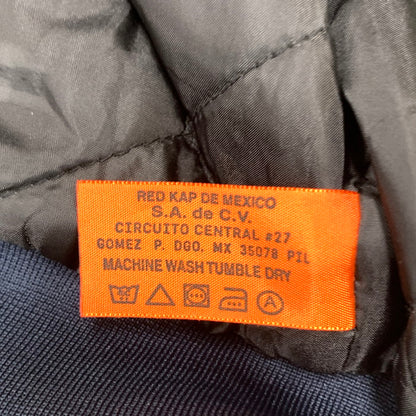 RED KAP DE MEXICO
S.A. de C.V.
CIRCUITO CENTRAL #27
GOMEZ P. DGO. MX 35078 PIL
MACHINE WASH TUMBLE DRY
A